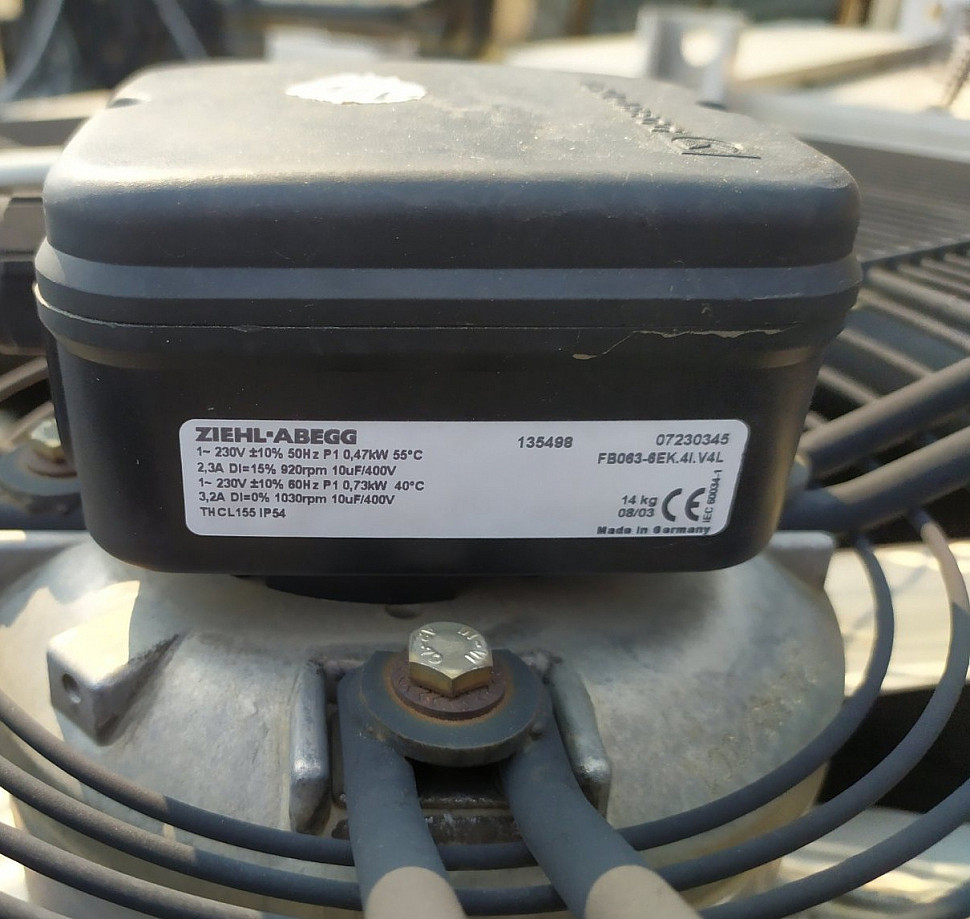 ZIEHL-ABEGG
1~ 230V ±10% 50Hz P1 0,47kW 55°C
2,3A DI=15% 920rpm 10uF/400V
1~ 230V ±10% 60Hz P1 0,73kW 40°C
3,2A DI=0% 1030rpm 10uF/400V
THCL155 IP54
135498
07230345
FB063-6EK.4I.V4L
14 kg
08/03
CE
IEC 60034-1
Made in Germany